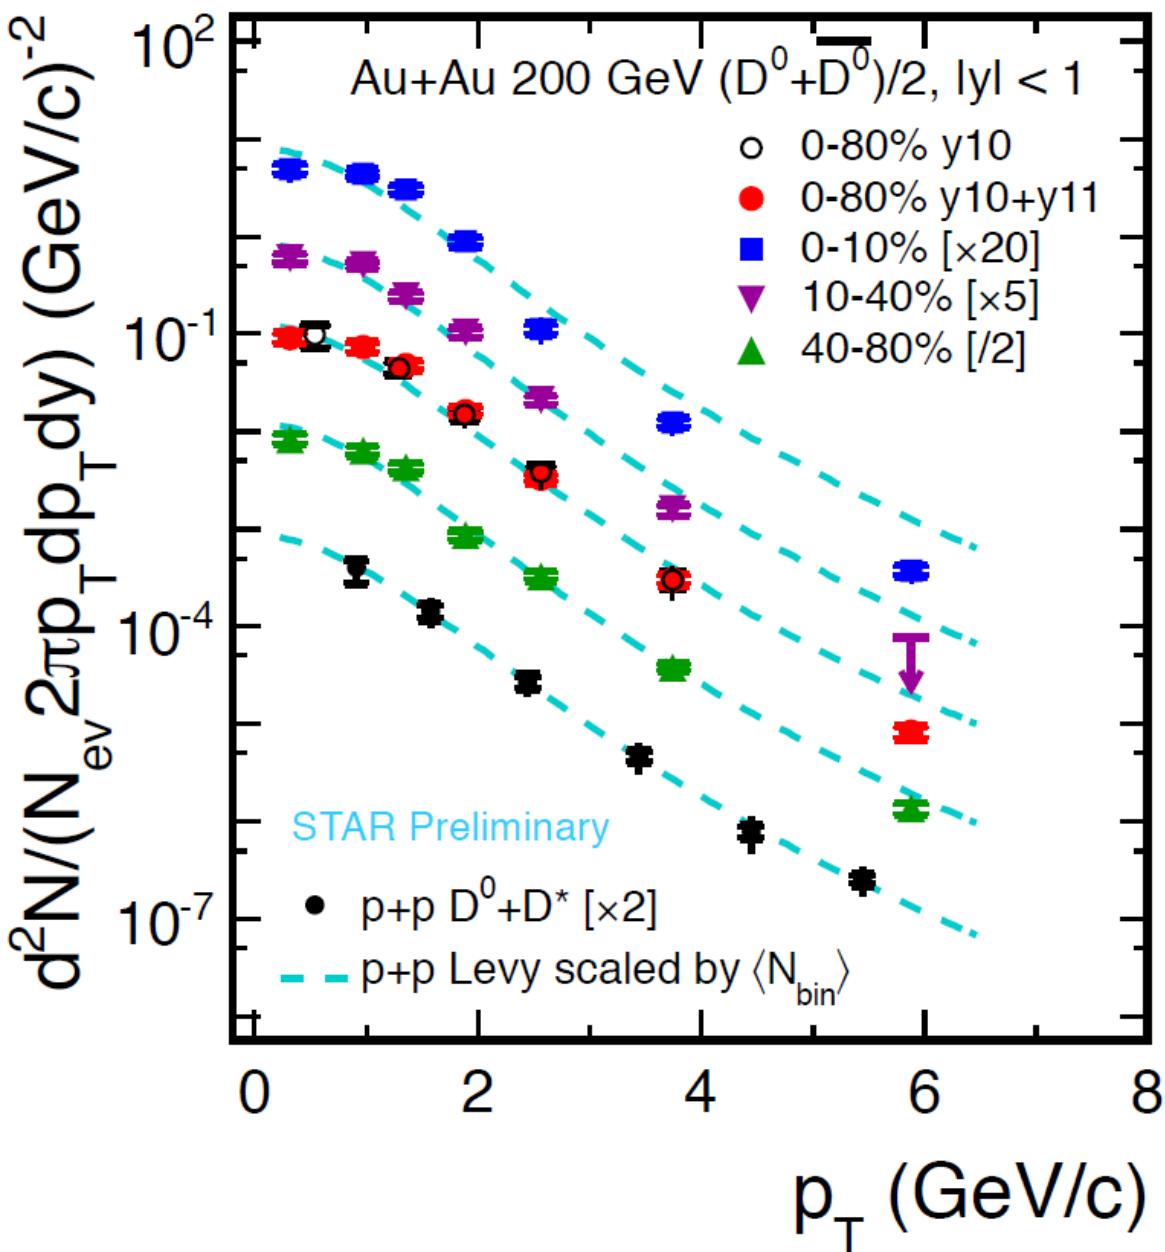 d²N/(N_ev 2πp_T dp_T dy) (GeV/c)⁻²
10²
10⁻¹
10⁻⁴
10⁻⁷
Au+Au 200 GeV (D⁰+D̅⁰)/2, |y| < 1
0-80% y10
0-80% y10+y11
0-10% [×20]
10-40% [×5]
40-80% [/2]
STAR Preliminary
p+p D⁰+D* [×2]
p+p Levy scaled by ⟨N_bin⟩
0 2 4 6 8
p_T (GeV/c)